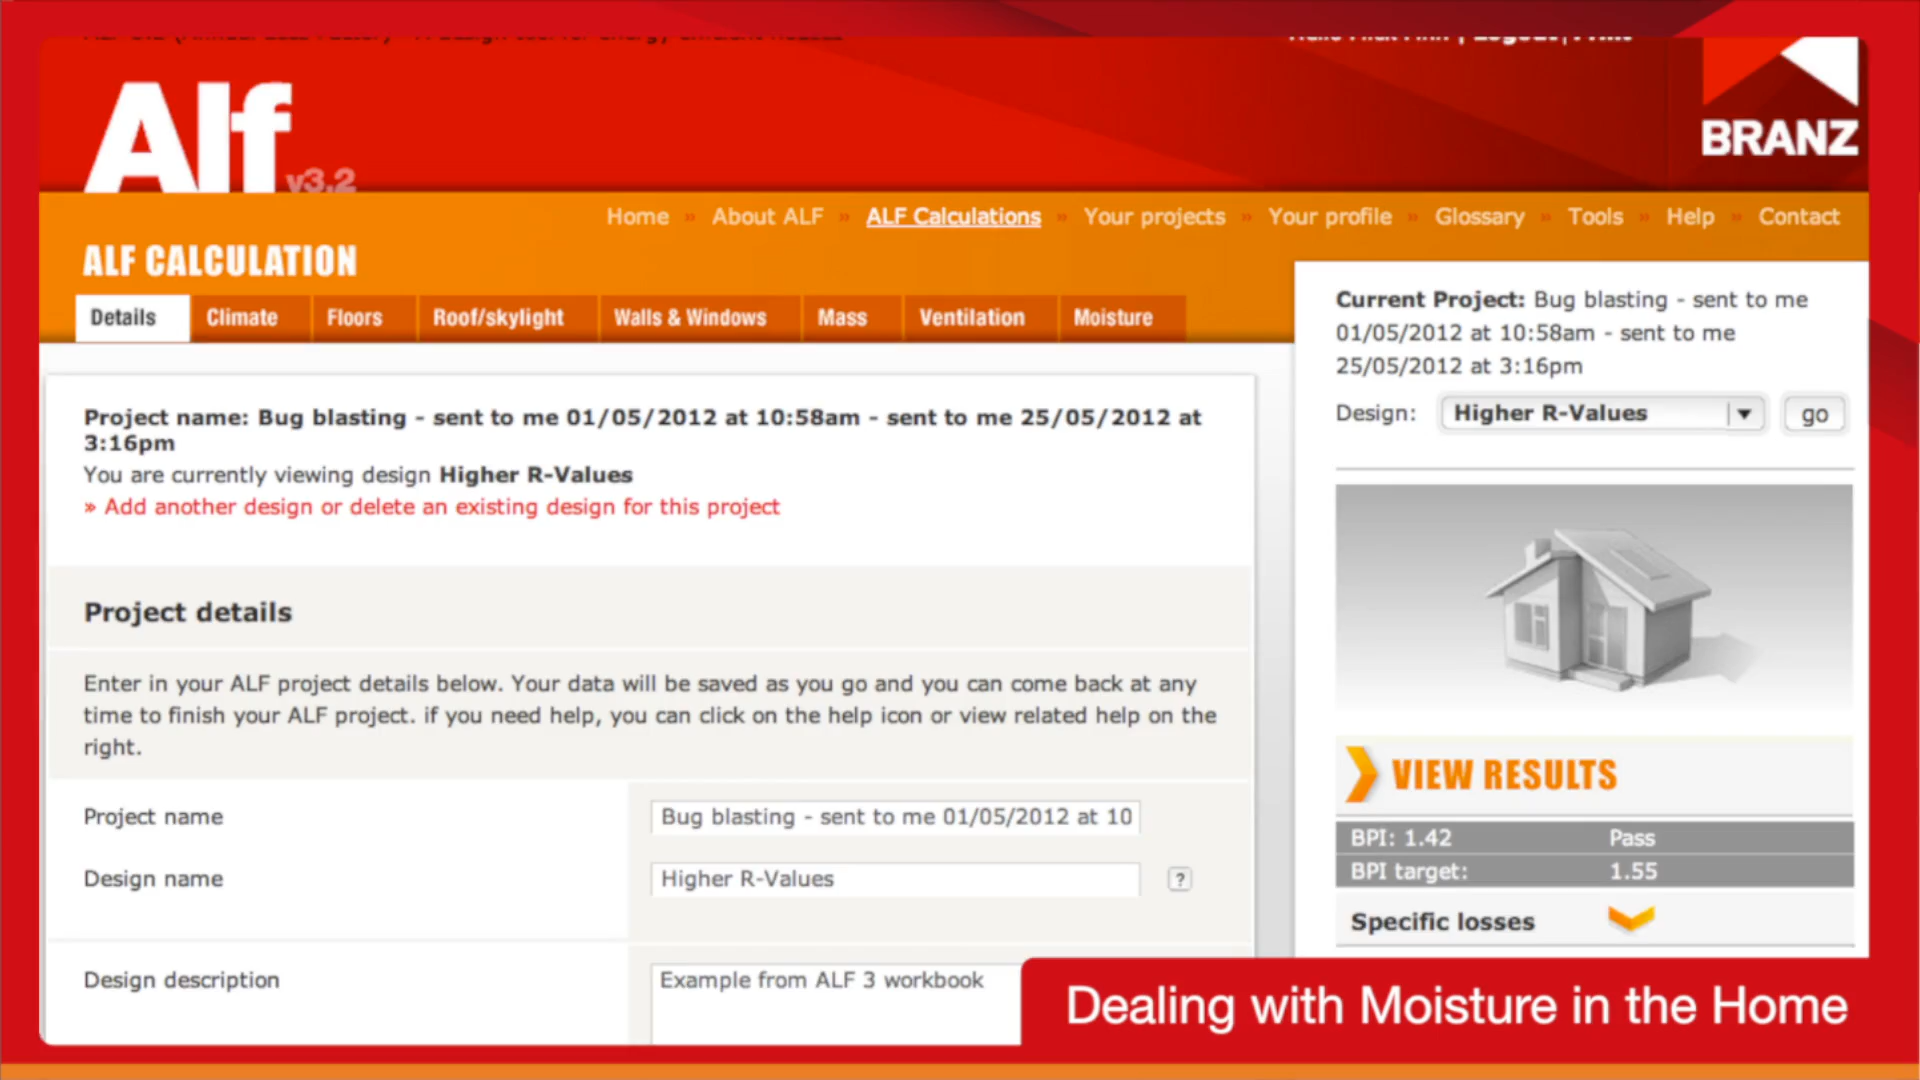 Alf v3.2
BRANZ
Home » About ALF » ALF Calculations » Your projects » Your profile » Glossary » Tools » Help » Contact
ALF CALCULATION
Details Climate Floors Roof/skylight Walls & Windows Mass Ventilation Moisture
Project name: Bug blasting - sent to me 01/05/2012 at 10:58am - sent to me 25/05/2012 at
3:16pm
You are currently viewing design Higher R-Values
» Add another design or delete an existing design for this project
Project details
Enter in your ALF project details below. Your data will be saved as you go and you can come back at any
time to finish your ALF project. if you need help, you can click on the help icon or view related help on the
right.
Project name Bug blasting - sent to me 01/05/2012 at 10
Design name Higher R-Values ?
Design description Example from ALF 3 workbook
Current Project: Bug blasting - sent to me
01/05/2012 at 10:58am - sent to me
25/05/2012 at 3:16pm
Design: Higher R-Values go
VIEW RESULTS
BPI: 1.42 Pass
BPI target: 1.55
Specific losses
Dealing with Moisture in the Home